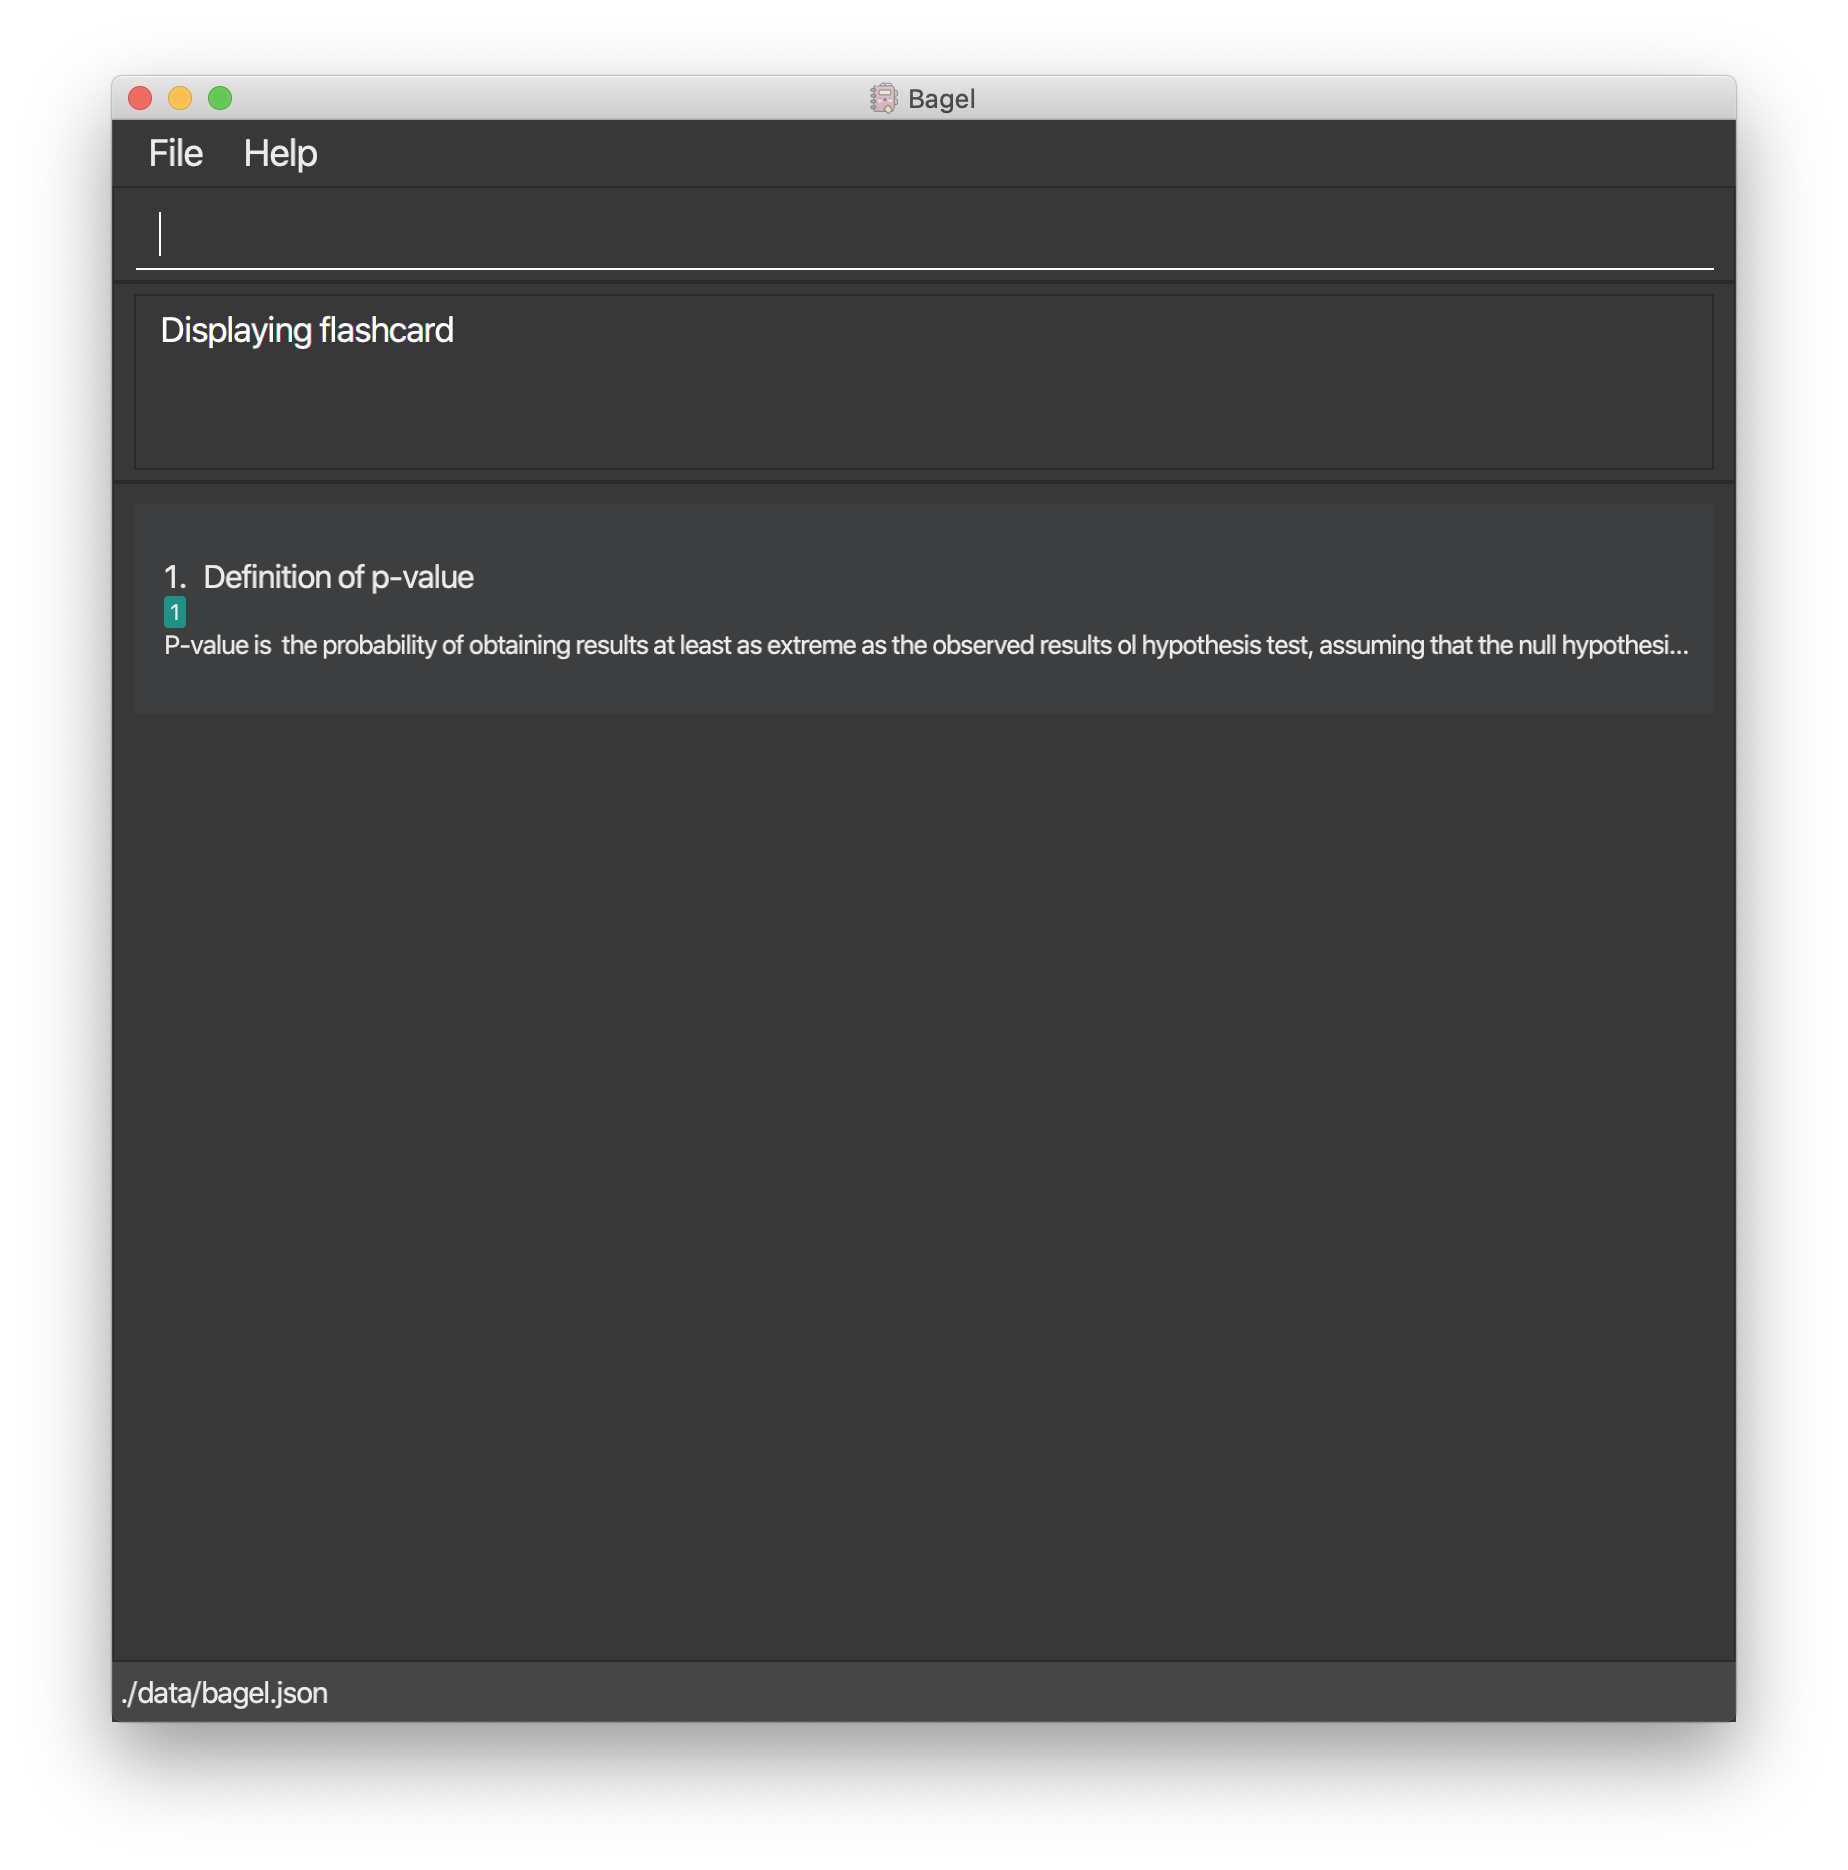 Bagel
File Help
Displaying flashcard
1. Definition of p-value
1
P-value is  the probability of obtaining results at least as extreme as the observed results ol hypothesis test, assuming that the null hypothesi...
./data/bagel.json